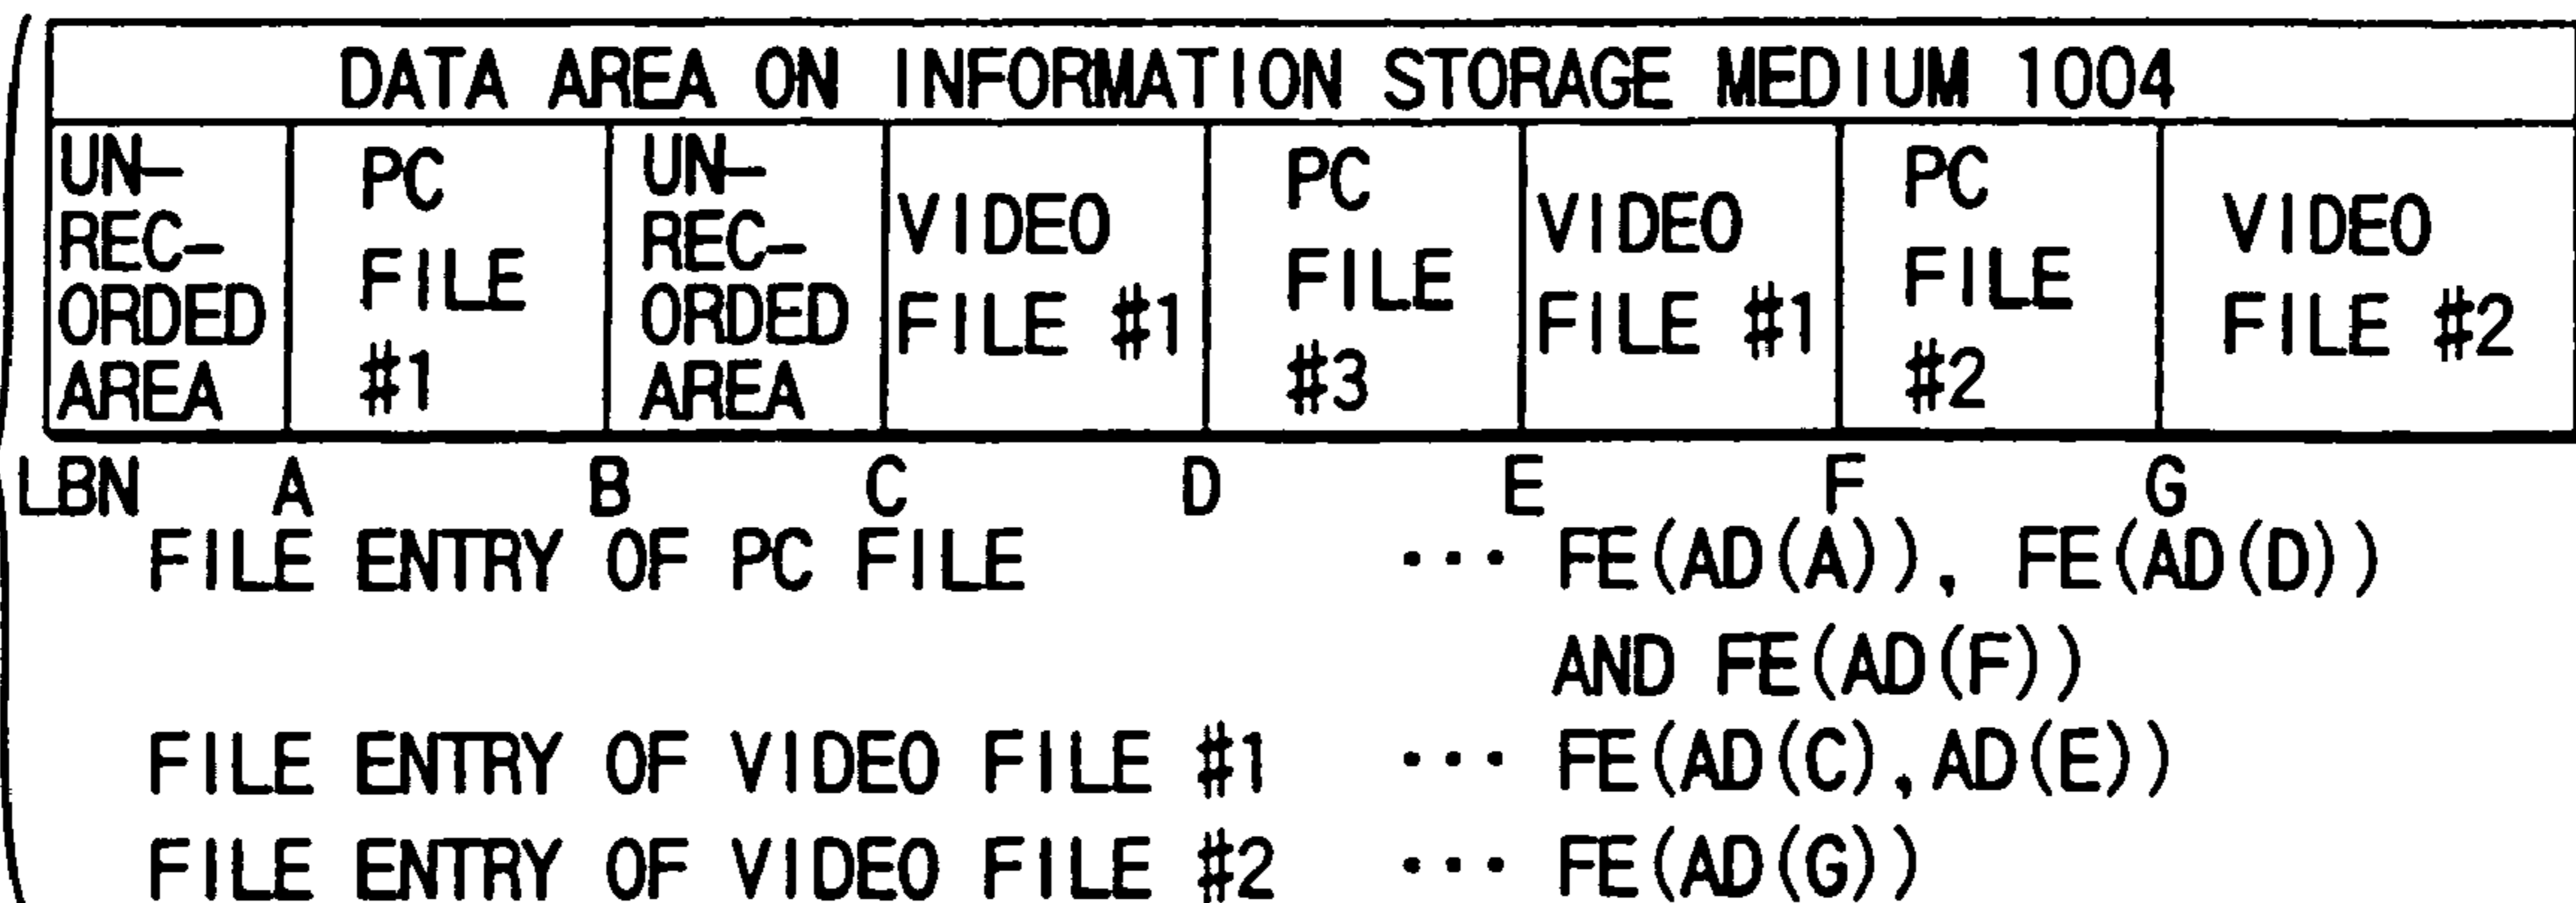 DATA AREA ON INFORMATION STORAGE MEDIUM 1004
UN-
REC-
ORDED
AREA
PC
FILE
#1
UN-
REC-
ORDED
AREA
VIDEO
FILE #1
PC
FILE
#3
VIDEO
FILE #1
PC
FILE
#2
VIDEO
FILE #2
LBN A B C D E F G
FILE ENTRY OF PC FILE ··· FE(AD(A)), FE(AD(D))
AND FE(AD(F))
FILE ENTRY OF VIDEO FILE #1 ··· FE(AD(C),AD(E))
FILE ENTRY OF VIDEO FILE #2 ··· FE(AD(G))